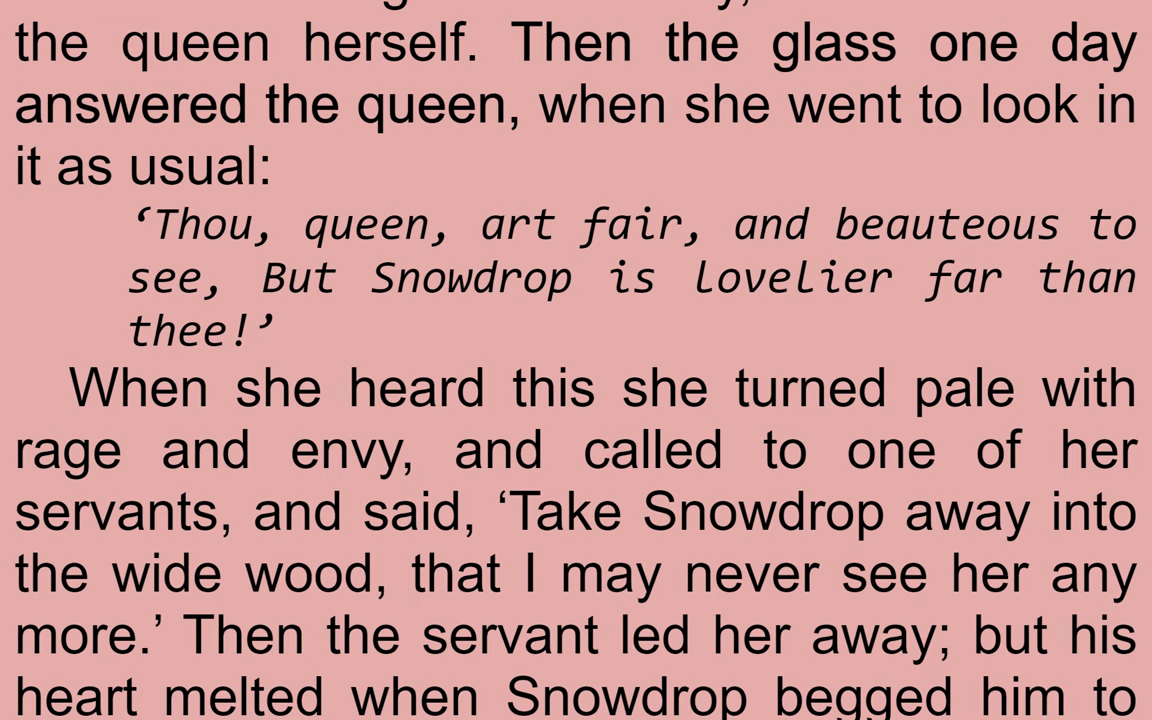 the queen herself. Then the glass one day
answered the queen, when she went to look in
it as usual:
‘Thou, queen, art fair, and beauteous to
see, But Snowdrop is lovelier far than
thee!’
When she heard this she turned pale with
rage and envy, and called to one of her
servants, and said, ‘Take Snowdrop away into
the wide wood, that I may never see her any
more.’ Then the servant led her away; but his
heart melted when Snowdrop begged him to